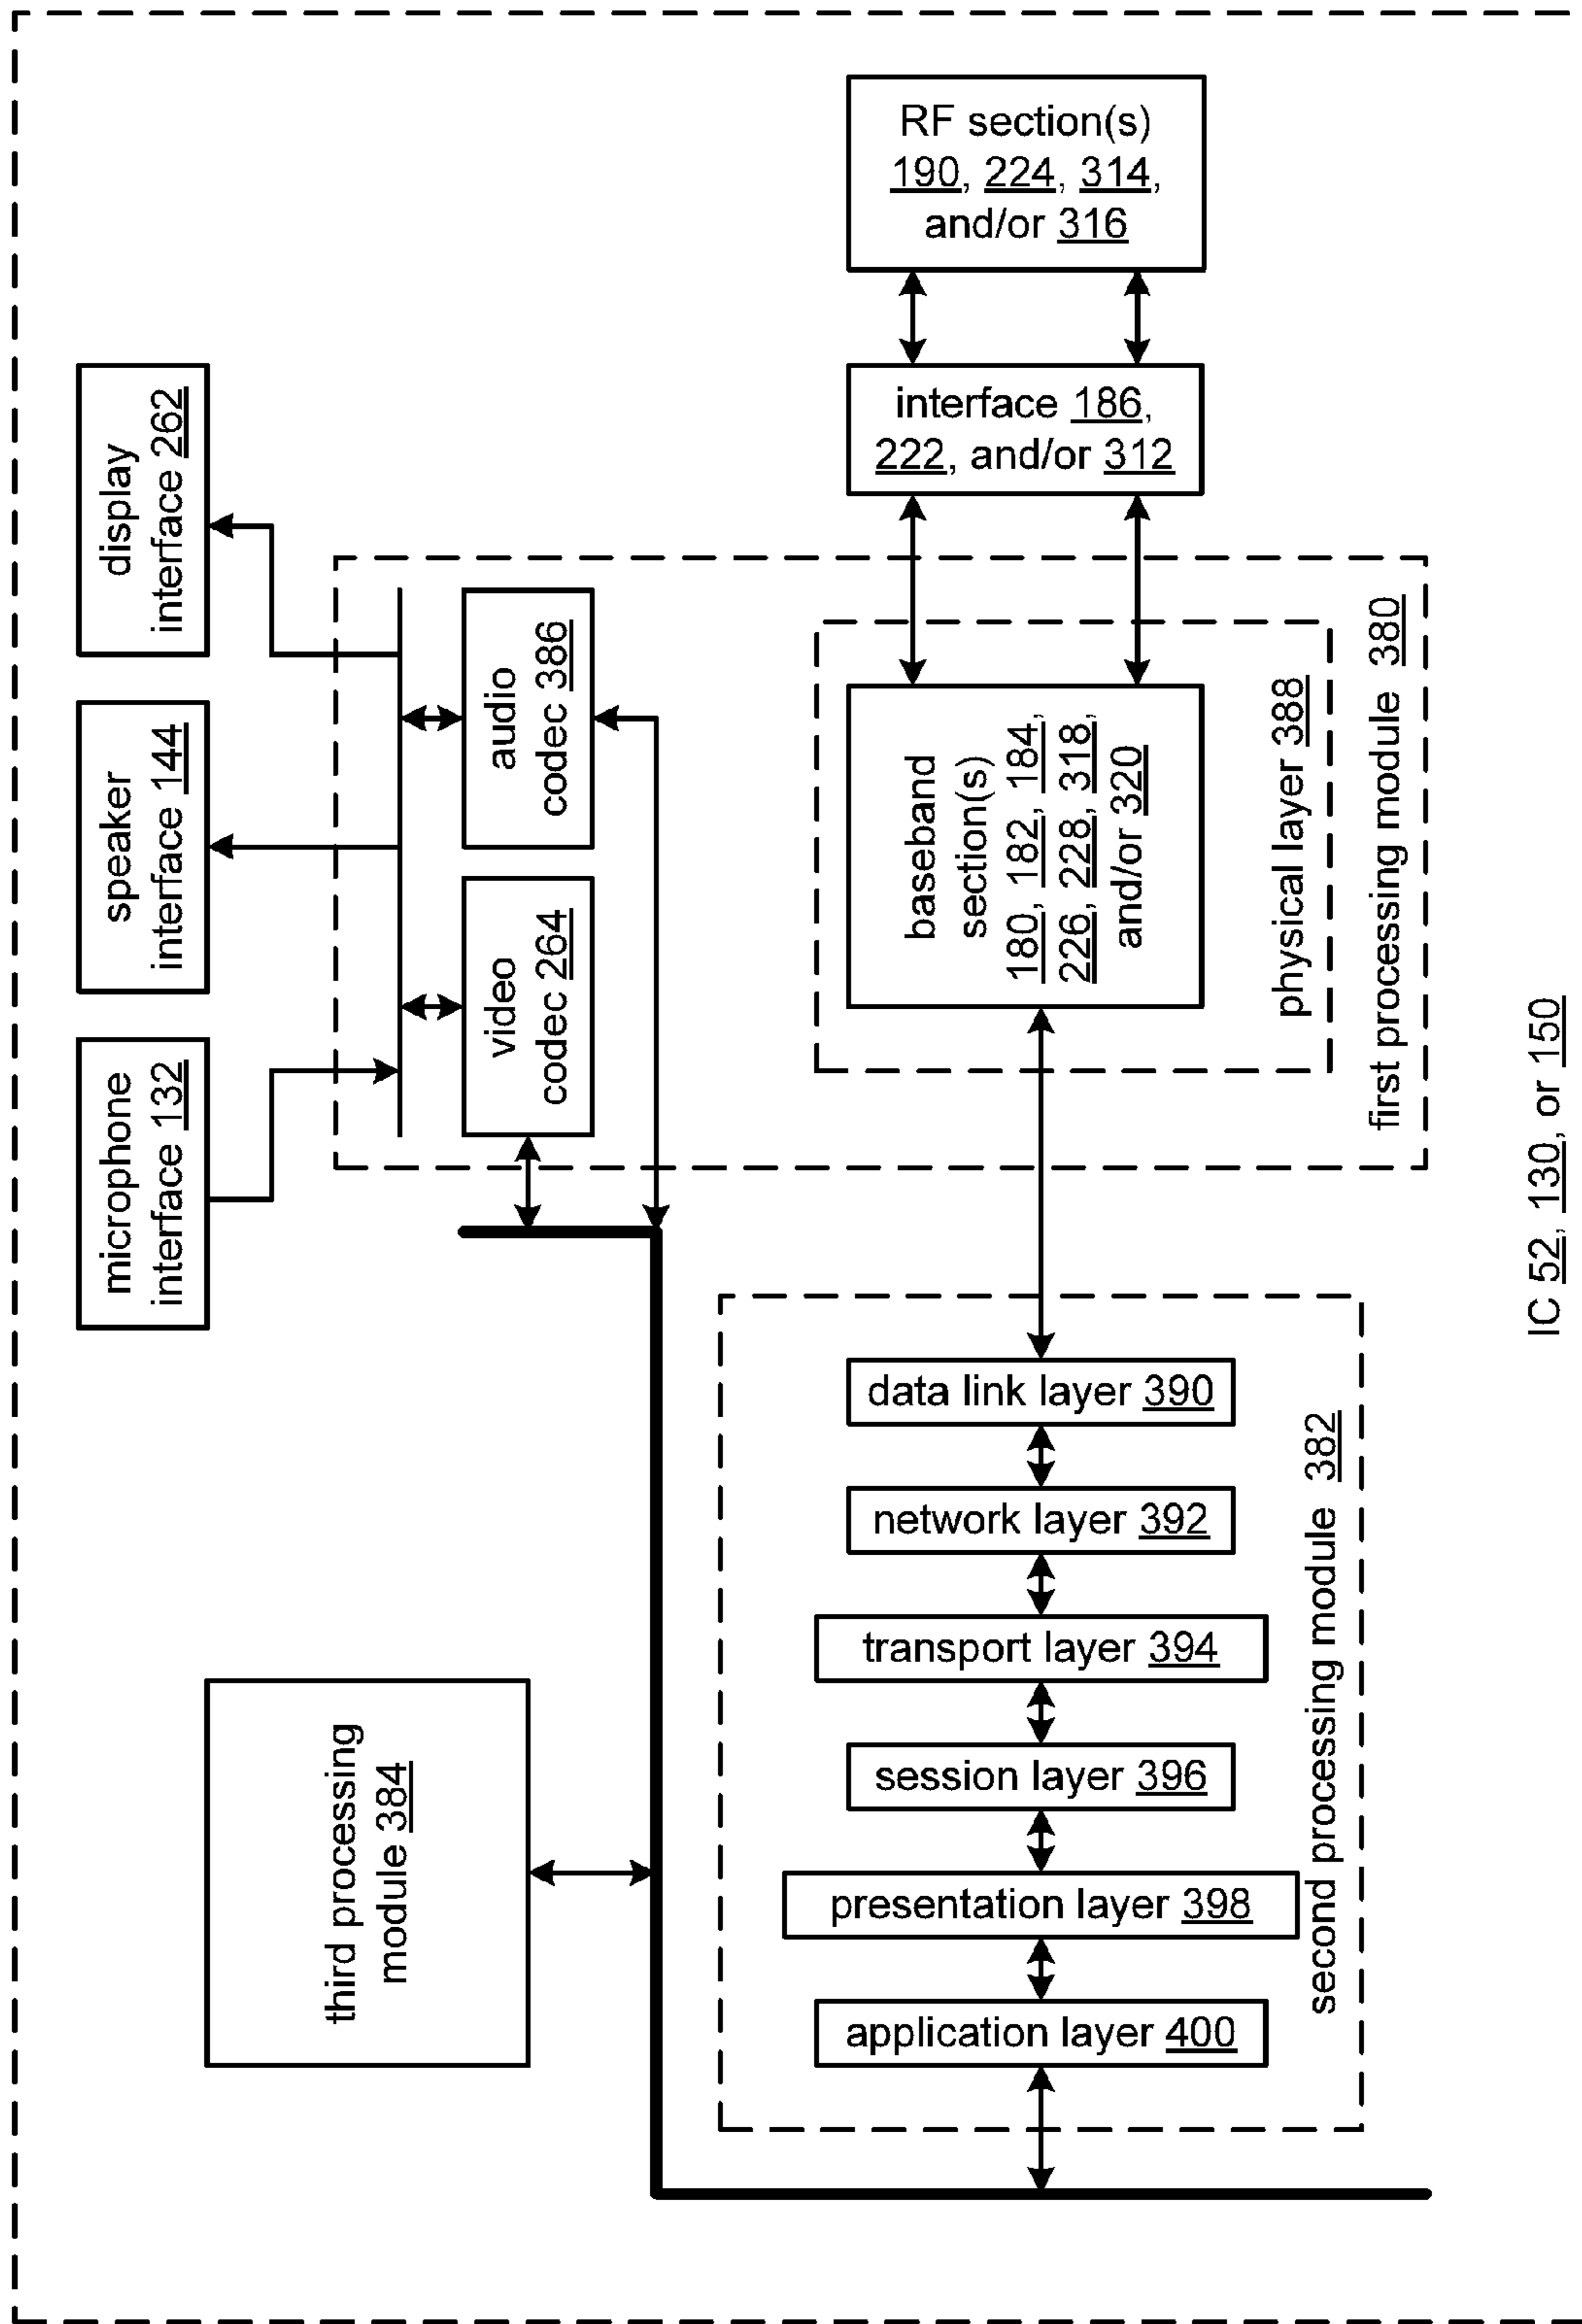 RF section(s)
190, 224, 314,
and/or 316
interface 186,
222, and/or 312
display
interface 262
speaker
interface 144
microphone
interface 132
audio
codec 386
video
codec 264
baseband
section(s)
180, 182, 184,
226, 228, 318,
and/or 320
physical layer 388
first processing module 380
data link layer 390
network layer 392
transport layer 394
session layer 396
presentation layer 398
application layer 400
second processing module 382
third processing
module 384
IC 52, 130, or 150